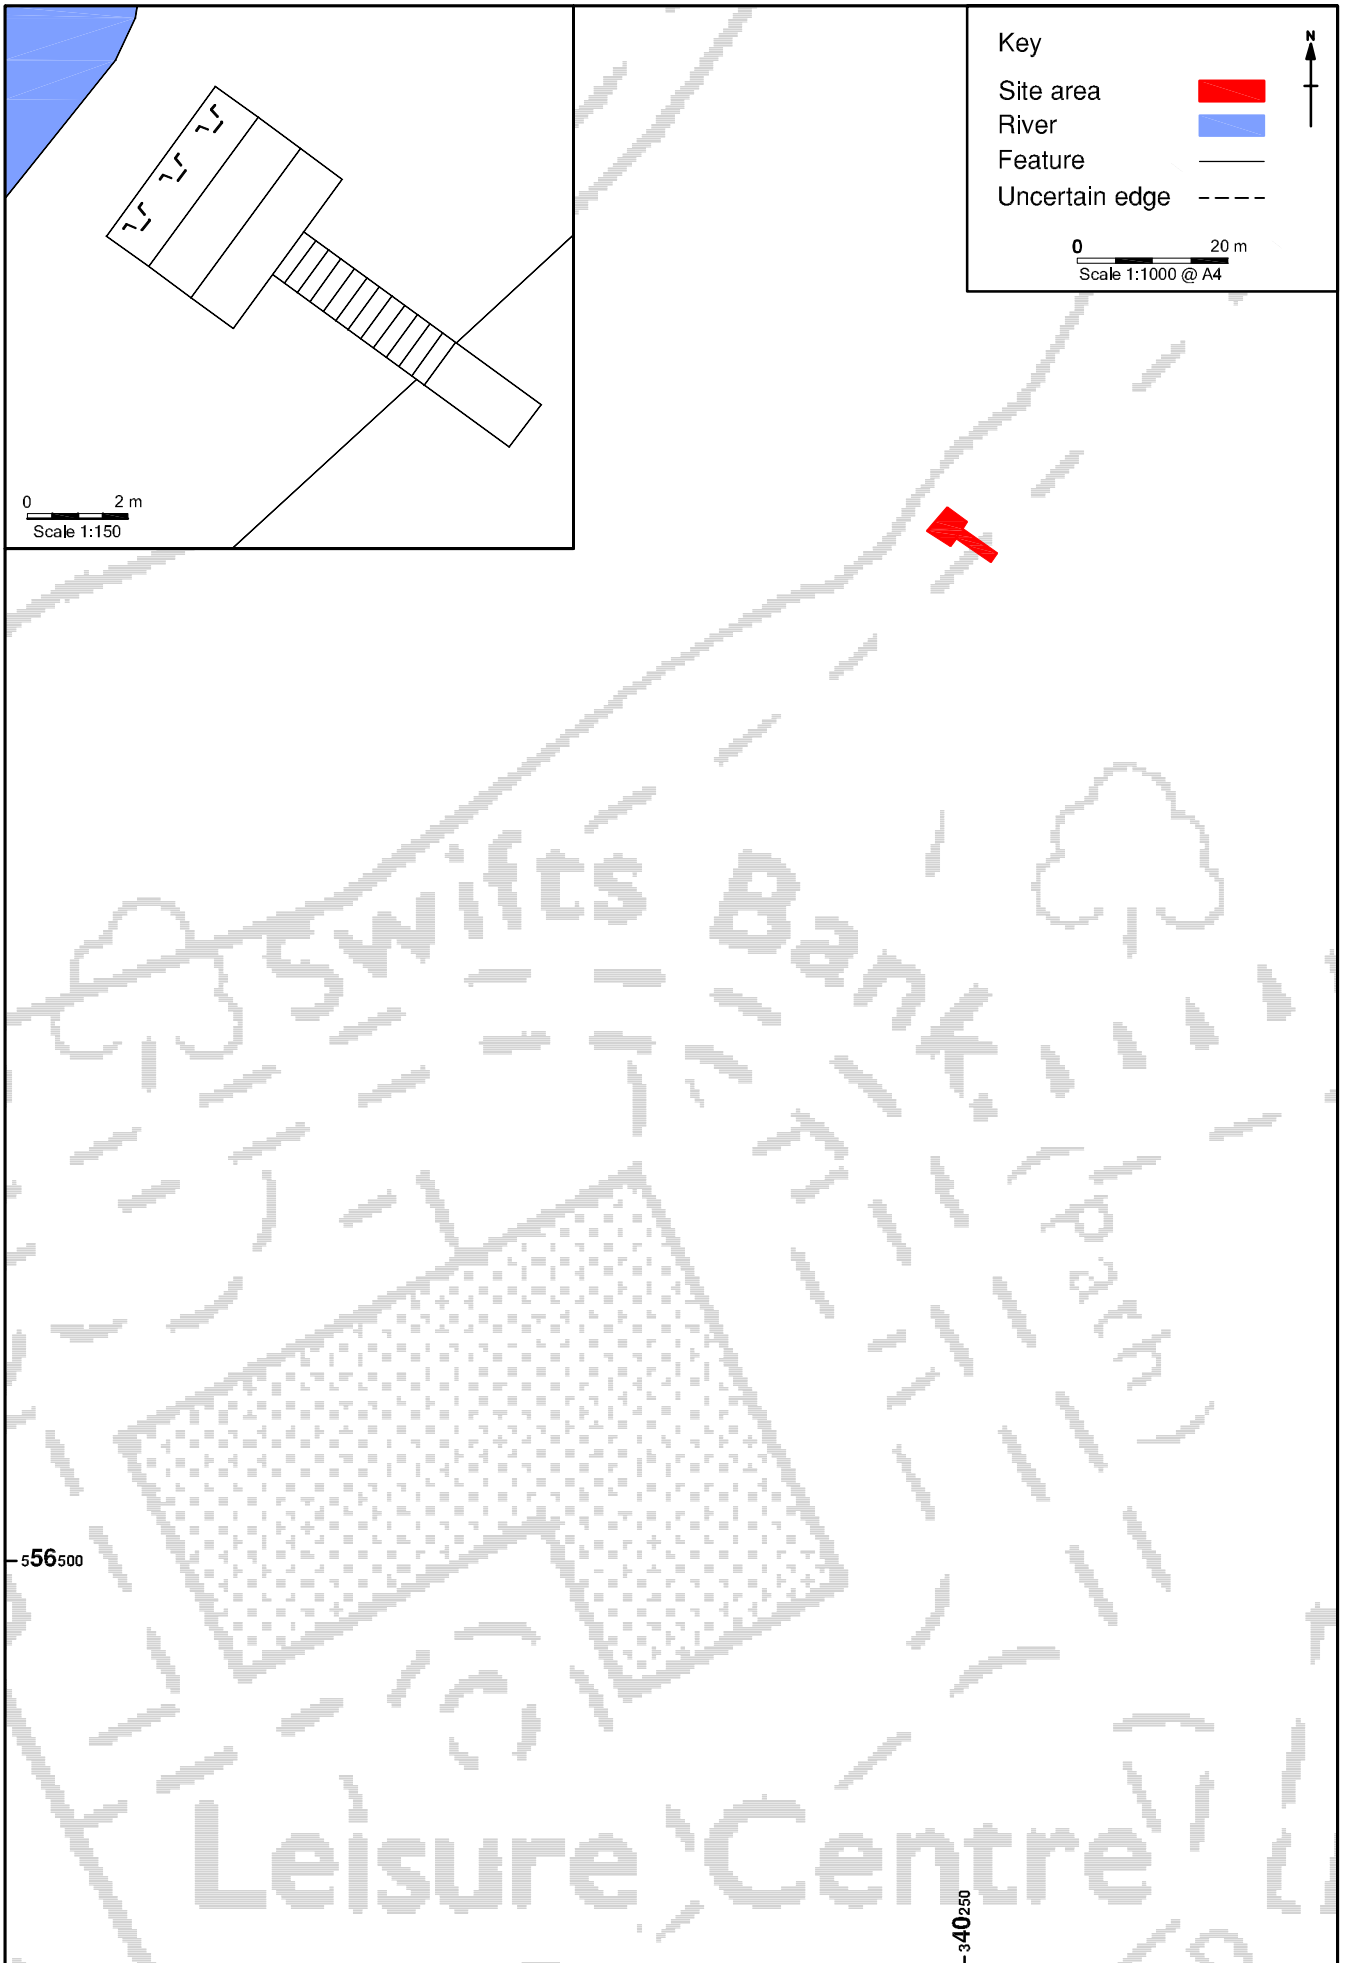 Key
N
Site area
River
Feature
Uncertain edge
0 20 m
Scale 1:1000 @ A4
0 2 m
Scale 1:150
Swifts Bank
Path
556500
340250
Leisure Centre